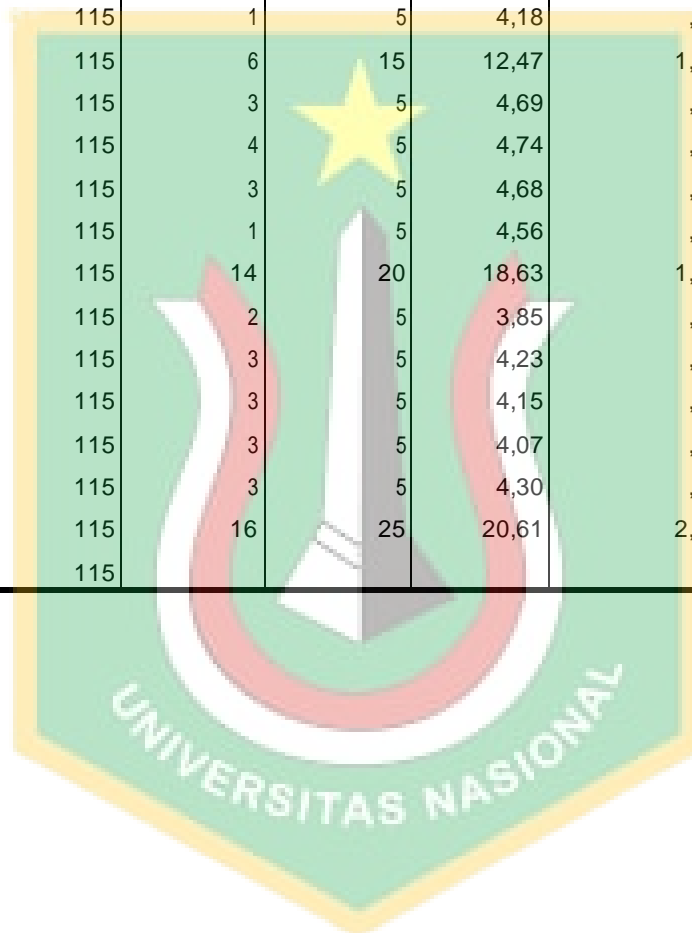 115 1 5 4,18 ,
115 6 15 12,47 1,
115 3 5 4,69 ,
115 4 5 4,74 ,
115 3 5 4,68 ,
115 1 5 4,56 ,
115 14 20 18,63 1,
115 2 5 3,85 ,
115 3 5 4,23 ,
115 3 5 4,15 ,
115 3 5 4,07 ,
115 3 5 4,30 ,
115 16 25 20,61 2,
115
UNIVERSITAS NASIONAL